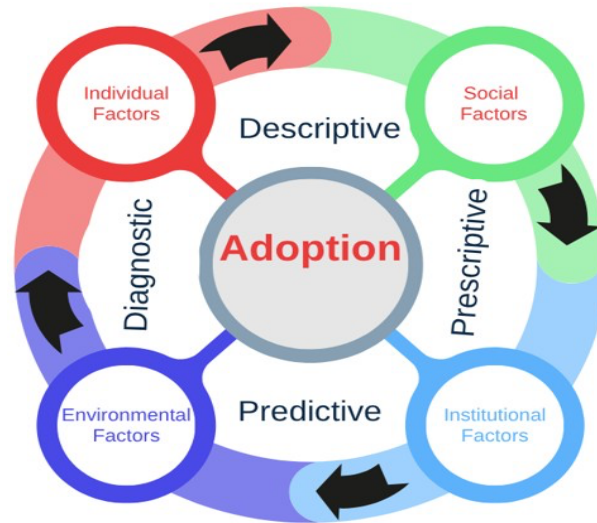 Individual
Factors
Social
Factors
Descriptive
Adoption
Diagnostic
Prescriptive
Environmental
Factors
Predictive
Institutional
Factors